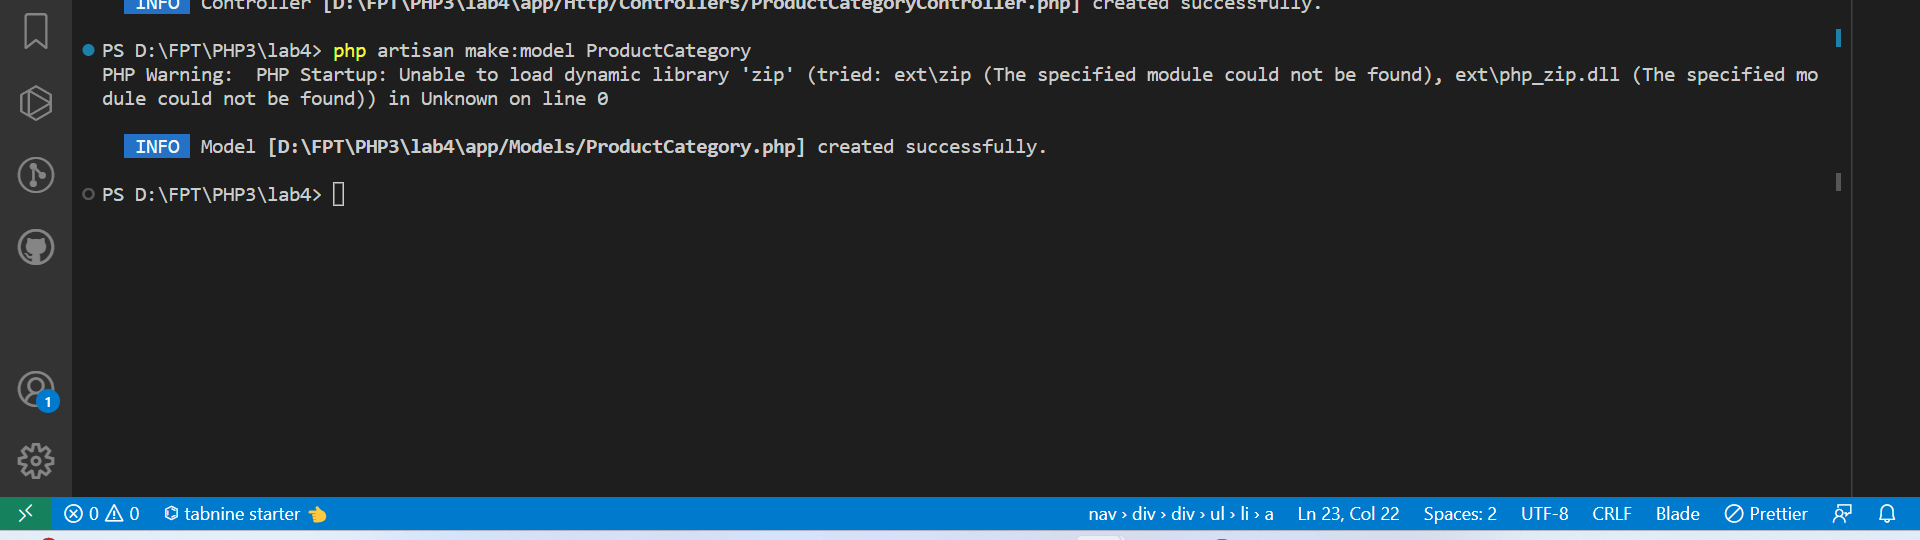 INFO Controller [D:\FPT\PHP3\lab4\app/Http/Controllers/ProductCategoryController.php] created successfully.
PS D:\FPT\PHP3\lab4> php artisan make:model ProductCategory
PHP Warning:  PHP Startup: Unable to load dynamic library 'zip' (tried: ext\zip (The specified module could not be found), ext\php_zip.dll (The specified mo
dule could not be found)) in Unknown on line 0
INFO Model [D:\FPT\PHP3\lab4\app/Models/ProductCategory.php] created successfully.
PS D:\FPT\PHP3\lab4>
1
0 0 tabnine starter 👈 nav › div › div › ul › li › a Ln 23, Col 22 Spaces: 2 UTF-8 CRLF Blade Prettier